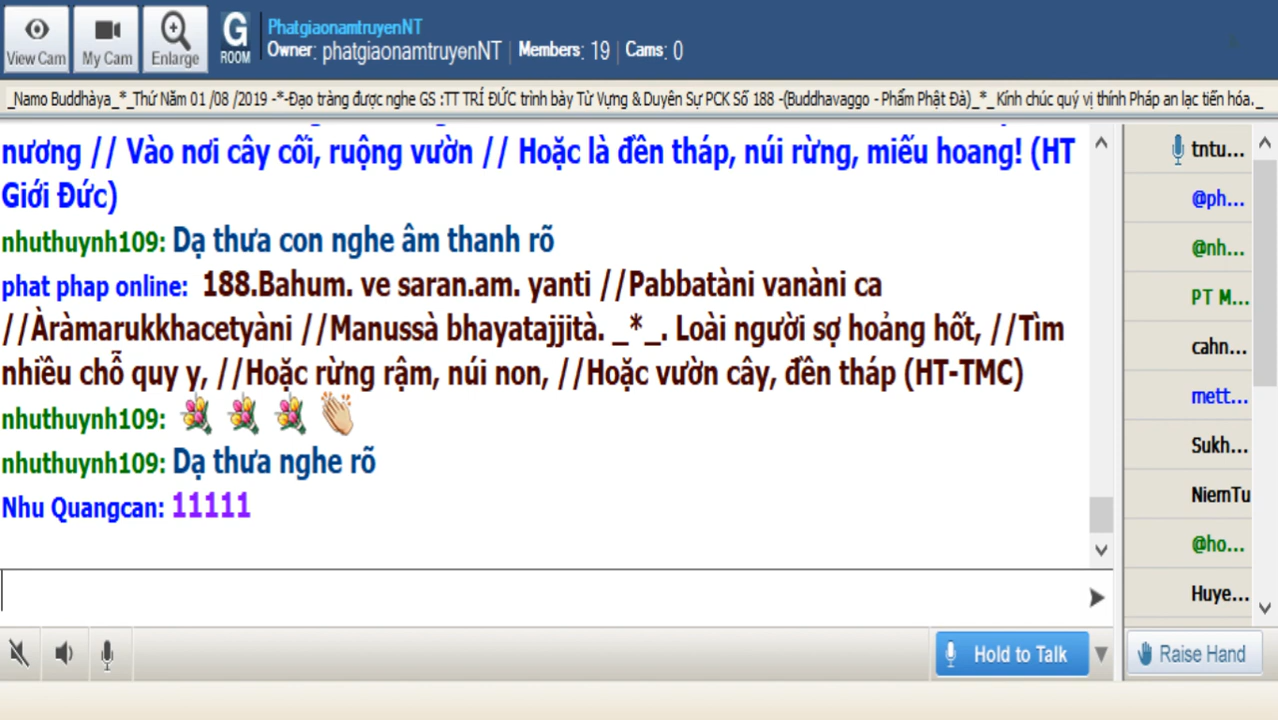 View Cam
My Cam
Enlarge
G
ROOM
PhatgiaonamtruyenNT
Owner: phatgiaonamtruyenNT | Members: 19 | Cams: 0
_Namo Buddhàya_*_Thứ Năm 01 /08 /2019 -*-Đạo tràng được nghe GS :TT TRÍ ĐỨC trình bày Từ Vựng & Duyên Sự PCK Số 188 -(Buddhavaggo - Phẩm Phật Đà)_*_ Kính chúc quý vị thính Pháp an lạc tiến hóa._
nương // Vào nơi cây cối, ruộng vườn // Hoặc là đền tháp, núi rừng, miếu hoang! (HT
Giới Đức)
nhuthuynh109: Dạ thưa con nghe âm thanh rõ
phat phap online: 188.Bahum. ve saran.am. yanti //Pabbatàni vanàni ca
//Àràmarukkhacetyàni //Manussà bhayatajjità. _*_. Loài người sợ hoảng hốt, //Tìm
nhiều chỗ quy y, //Hoặc rừng rậm, núi non, //Hoặc vườn cây, đền tháp (HT-TMC)
nhuthuynh109:
nhuthuynh109: Dạ thưa nghe rõ
Nhu Quangcan: 11111
tntu...
@ph...
@nh...
PT M...
cahn...
mett...
Sukh...
NiemTu
@ho...
Huye...
Hold to Talk
Raise Hand